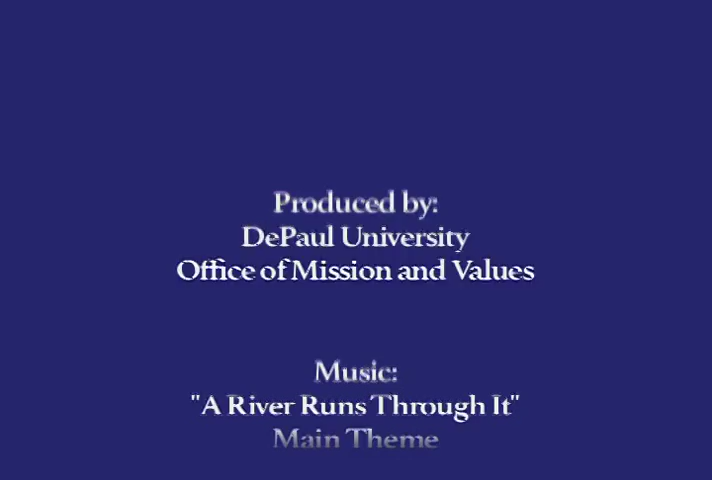 Produced by:
DePaul University
Office of Mission and Values
Music:
"A River Runs Through It"
Main Theme